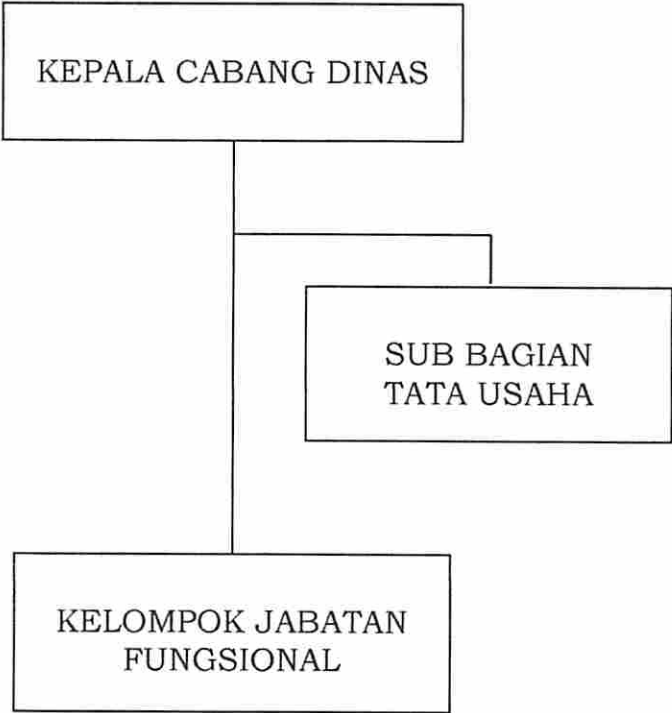 KEPALA CABANG DINAS
SUB BAGIAN
TATA USAHA
KELOMPOK JABATAN
FUNGSIONAL